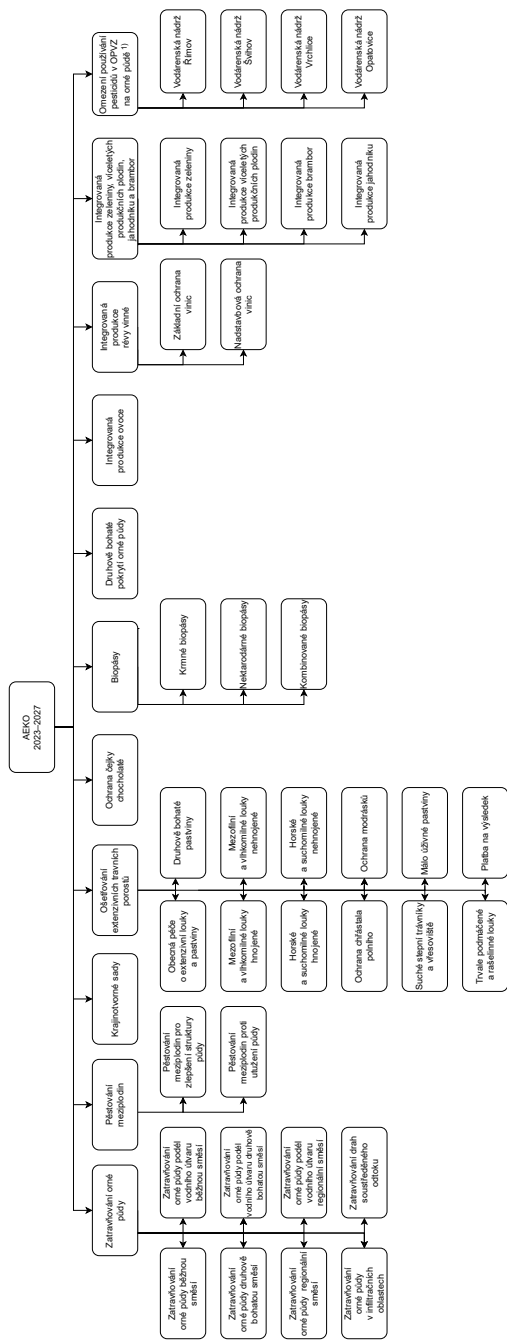 AEKO
2023–2027
Zatravňování orné
půdy
Zatravňování
orné půdy běžnou
směsí
Zatravňování
orné půdy podél
vodního útvaru
běžnou směsí
Zatravňování
orné půdy druhově
bohatou směsí
Zatravňování
orné půdy podél
vodního útvaru druhově
bohatou směsí
Zatravňování
orné půdy regionální
směsí
Zatravňování
orné půdy podél
vodního útvaru
regionální směsí
Zatravňování
orné půdy
v infiltračních
oblastech
Zatravňování drah
soustředěného
odtoku
Pěstování
meziplodin
Pěstování
meziplodin pro
zlepšení struktury
půdy
Pěstování
meziplodin proti
utužení půdy
Krajinotvorné sady
Ošetřování
extenzivních travních
porostů
Obecná péče
o extenzivní louky
a pastviny
Druhově bohaté
pastviny
Mezofilní
a vlhkomilné louky
hnojené
Mezofilní
a vlhkomilné louky
nehnojené
Horské
a suchomilné louky
hnojené
Horské
a suchomilné louky
nehnojené
Ochrana chřástala
polního
Ochrana modrásků
Suché stepní trávníky
a vřesoviště
Málo úživné pastviny
Trvale podmáčené
a rašelinné louky
Platba na výsledek
Ochrana čejky
chocholaté
Biopásy
Krmné biopásy
Nektarodárné biopásy
Kombinované biopásy
Druhově bohaté
pokrytí orné půdy
Integrovaná
produkce ovoce
Integrovaná
produkce
révy vinné
Základní ochrana
vinic
Nadstavbová ochrana
vinic
Integrovaná
produkce zeleniny, víceletých
produkčních plodin,
jahodníku a brambor
Integrovaná
produkce zeleniny
Integrovaná
produkce víceletých
produkčních plodin
Integrovaná
produkce brambor
Integrovaná
produkce jahodníku
Omezení používání
pesticidů v OPVZ
na orné půdě 1)
Vodárenská nádrž
Římov
Vodárenská nádrž
Švihov
Vodárenská nádrž
Vrchlice
Vodárenská nádrž
Opatovice